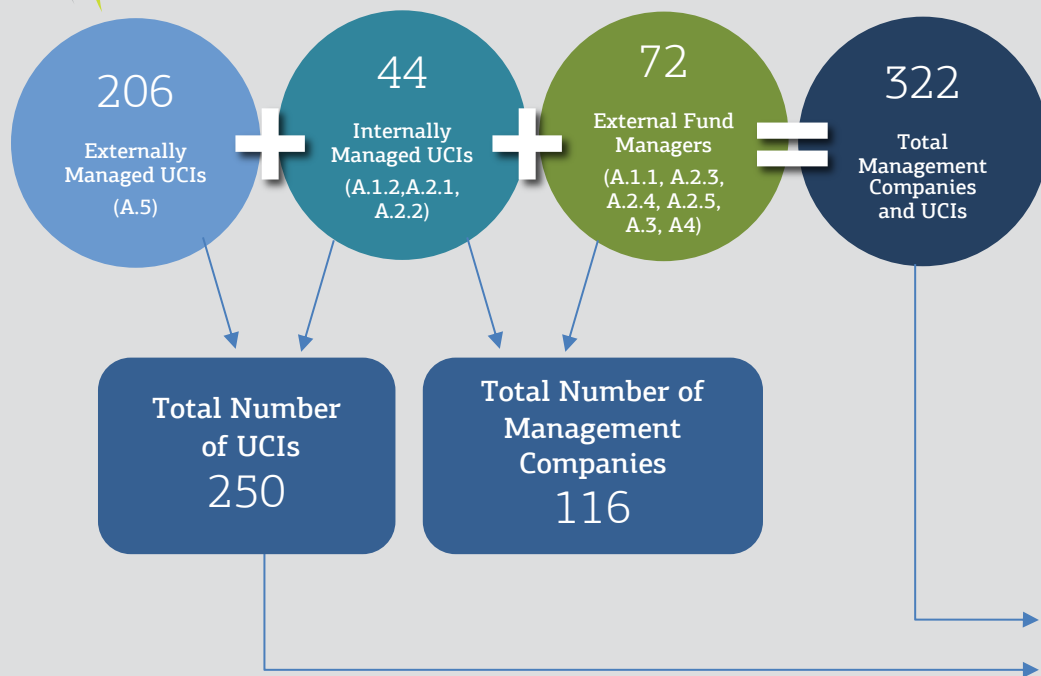 206
Externally
Managed UCIs
(A.5)
44
Internally
Managed UCIs
(A.1.2,A.2.1,
A.2.2)
72
External Fund
Managers
(A.1.1, A.2.3,
A.2.4, A.2.5,
A.3, A4)
322
Total
Management
Companies
and UCIs
Total Number
of UCIs
250
Total Number of
Management
Companies
116